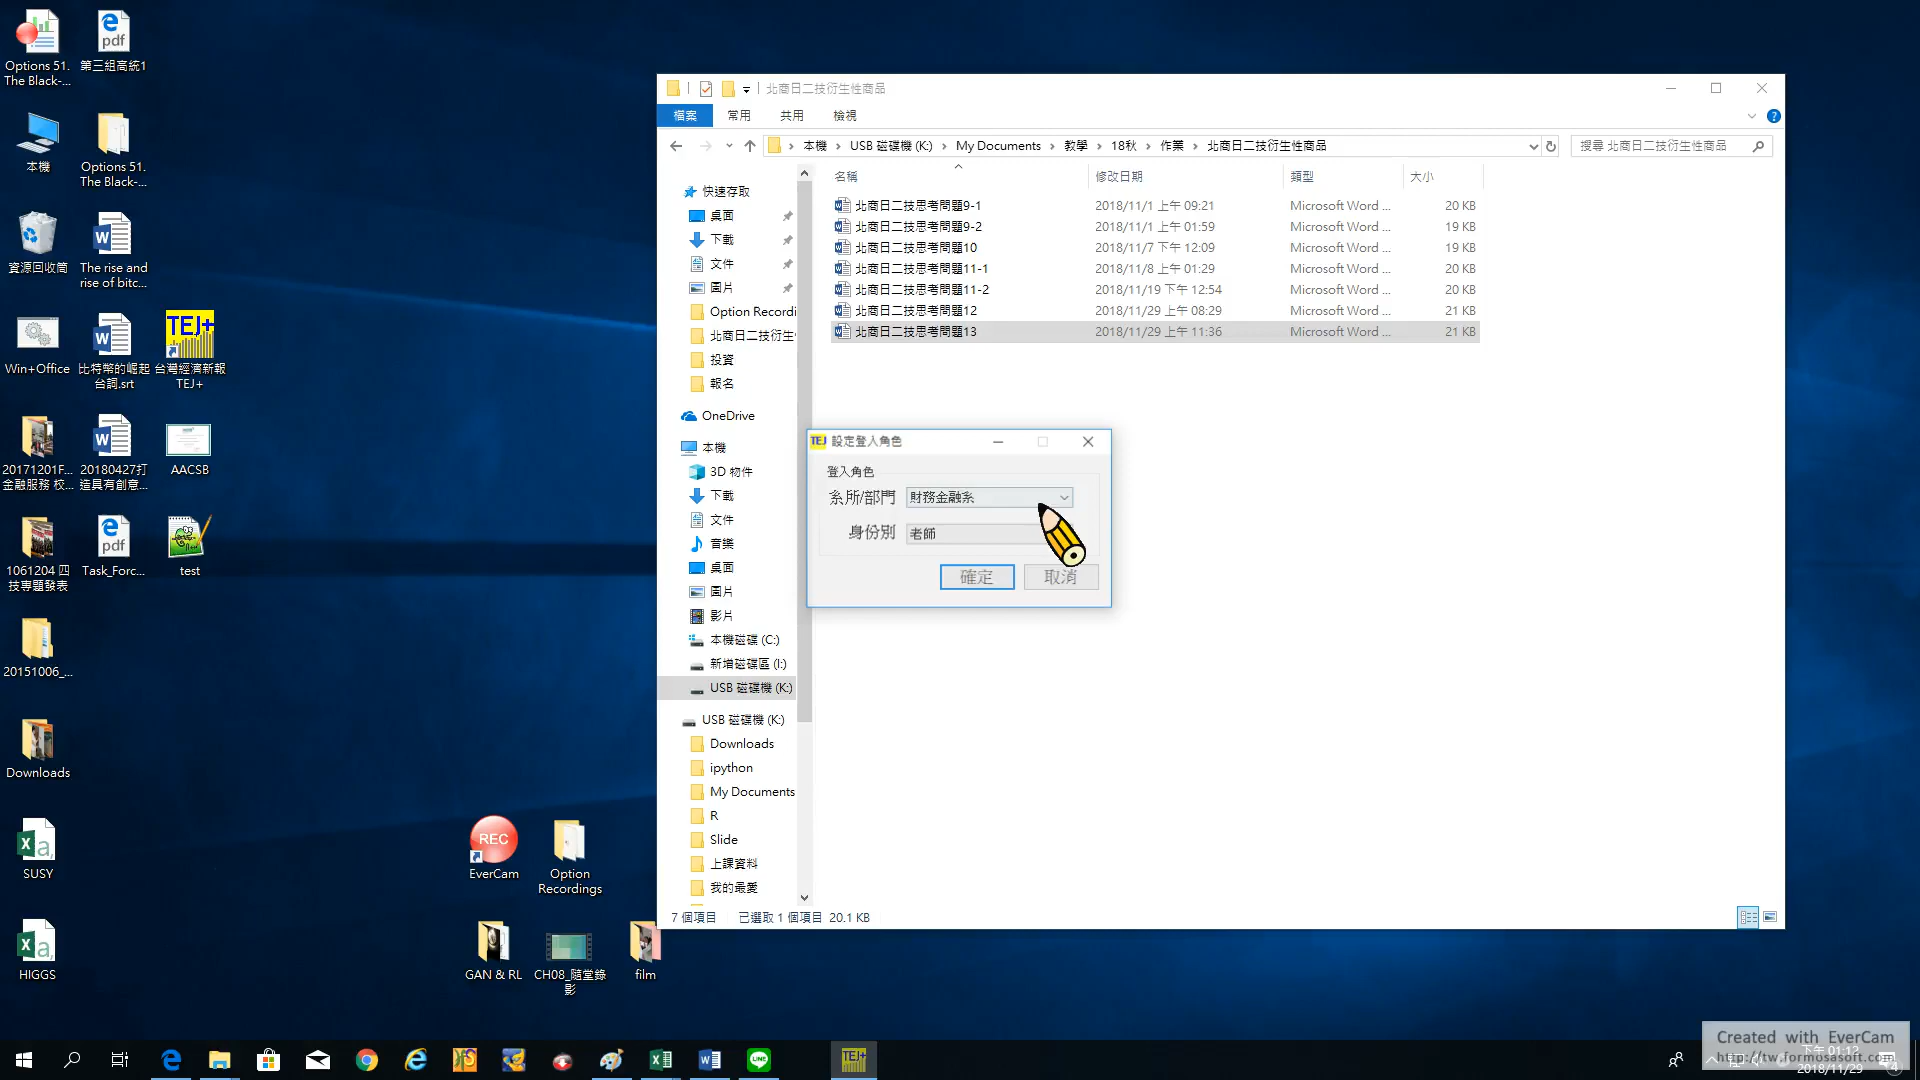 Options 51.
The Black-...
第三組高統1
本機
Options 51.
The Black-...
資源回收筒
The rise and
rise of bitc...
Win+Office
比特幣的崛起
台詞.srt
TEJ+
台灣經濟新報
TEJ+
20171201F...
金融服務 校...
20180427打
造具有創意...
AACSB
1061204 四
技專題發表
Task_Forc...
test
20151006_...
Downloads
SUSY
HIGGS
REC
EverCam
Option
Recordings
GAN & RL
CH08_隨堂錄
影
film
北商日二技衍生性商品
檔案
常用
共用
檢視
本機 › USB 磁碟機 (K:) › My Documents › 教學 › 18秋 › 作業 › 北商日二技衍生性商品
搜尋 北商日二技衍生性商品
快速存取
桌面
下載
文件
圖片
Option Recordi
北商日二技衍生
投資
報名
OneDrive
本機
3D 物件
下載
文件
音樂
桌面
圖片
影片
本機磁碟 (C:)
新增磁碟區 (I:)
USB 磁碟機 (K:)
USB 磁碟機 (K:)
Downloads
ipython
My Documents
R
Slide
上課資料
我的最愛
名稱 修改日期 類型 大小
北商日二技思考問題9-1 2018/11/1 上午 09:21 Microsoft Word ... 20 KB
北商日二技思考問題9-2 2018/11/1 上午 01:59 Microsoft Word ... 19 KB
北商日二技思考問題10 2018/11/7 下午 12:09 Microsoft Word ... 19 KB
北商日二技思考問題11-1 2018/11/8 上午 01:29 Microsoft Word ... 20 KB
北商日二技思考問題11-2 2018/11/19 下午 12:54 Microsoft Word ... 20 KB
北商日二技思考問題12 2018/11/29 上午 08:29 Microsoft Word ... 21 KB
北商日二技思考問題13 2018/11/29 上午 11:36 Microsoft Word ... 21 KB
TEJ 設定登入角色
登入角色
系所/部門 財務金融系
身份別 老師
確定 取消
7 個項目 已選取 1 個項目 20.1 KB
Created with EverCam
http://tw.formosasoft.com
下午 01:12
2018/11/29